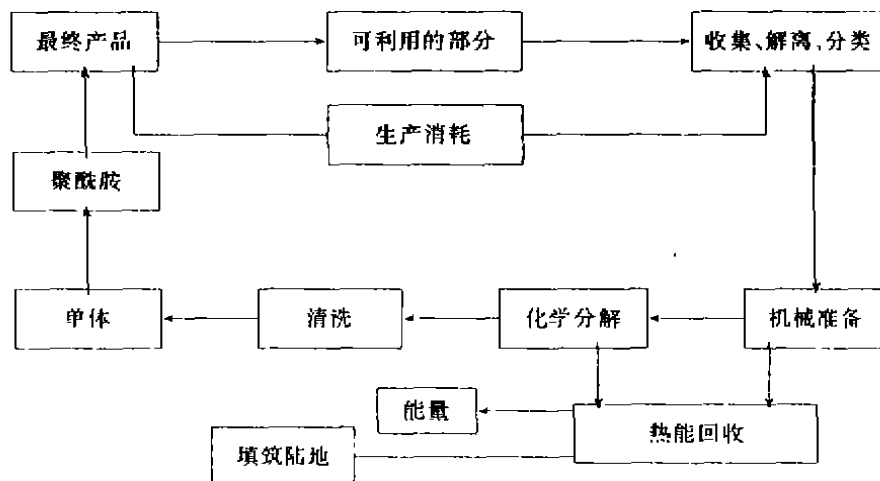 最终产品
可利用的部分
收集、解离,分类
生产消耗
聚酰胺
单体
清洗
化学分解
机械准备
能量
热能回收
填筑陆地